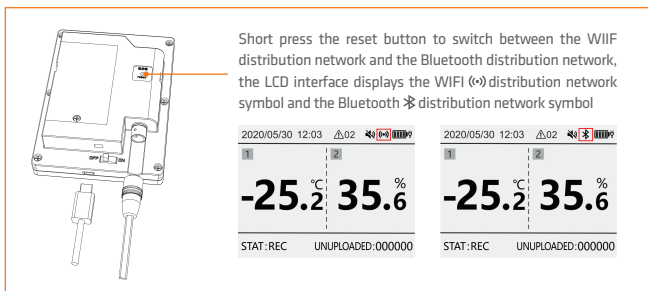 Short press the reset button to switch between the WIIF
distribution network and the Bluetooth distribution network,
the LCD interface displays the WIFI distribution network
symbol and the Bluetooth distribution network symbol
2020/05/30 12:03 02
1 2
-25.2 ℃ 35.6 %
STAT:REC UNUPLOADED:000000
2020/05/30 12:03 02
1 2
-25.2 ℃ 35.6 %
STAT:REC UNUPLOADED:000000
OFF ON